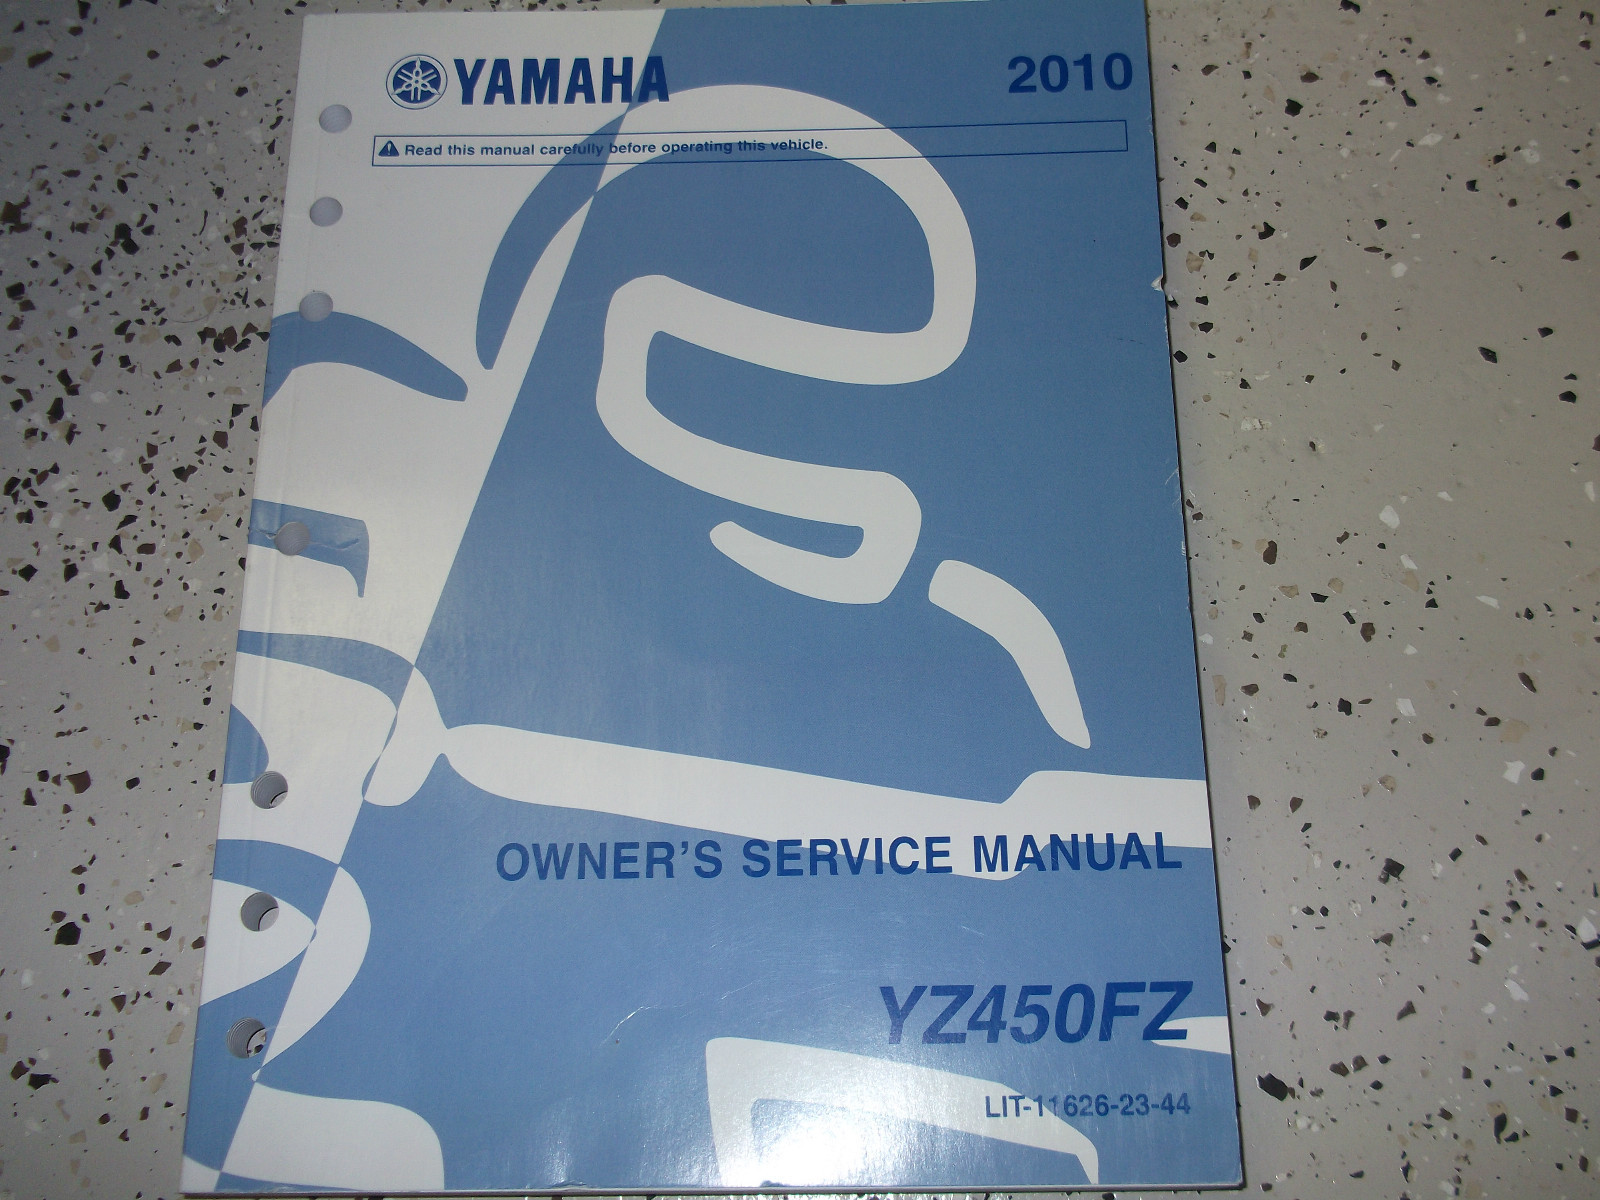 YAMAHA 2010
Read this manual carefully before operating this vehicle.
OWNER'S SERVICE MANUAL
YZ450FZ
LIT-11626-23-44